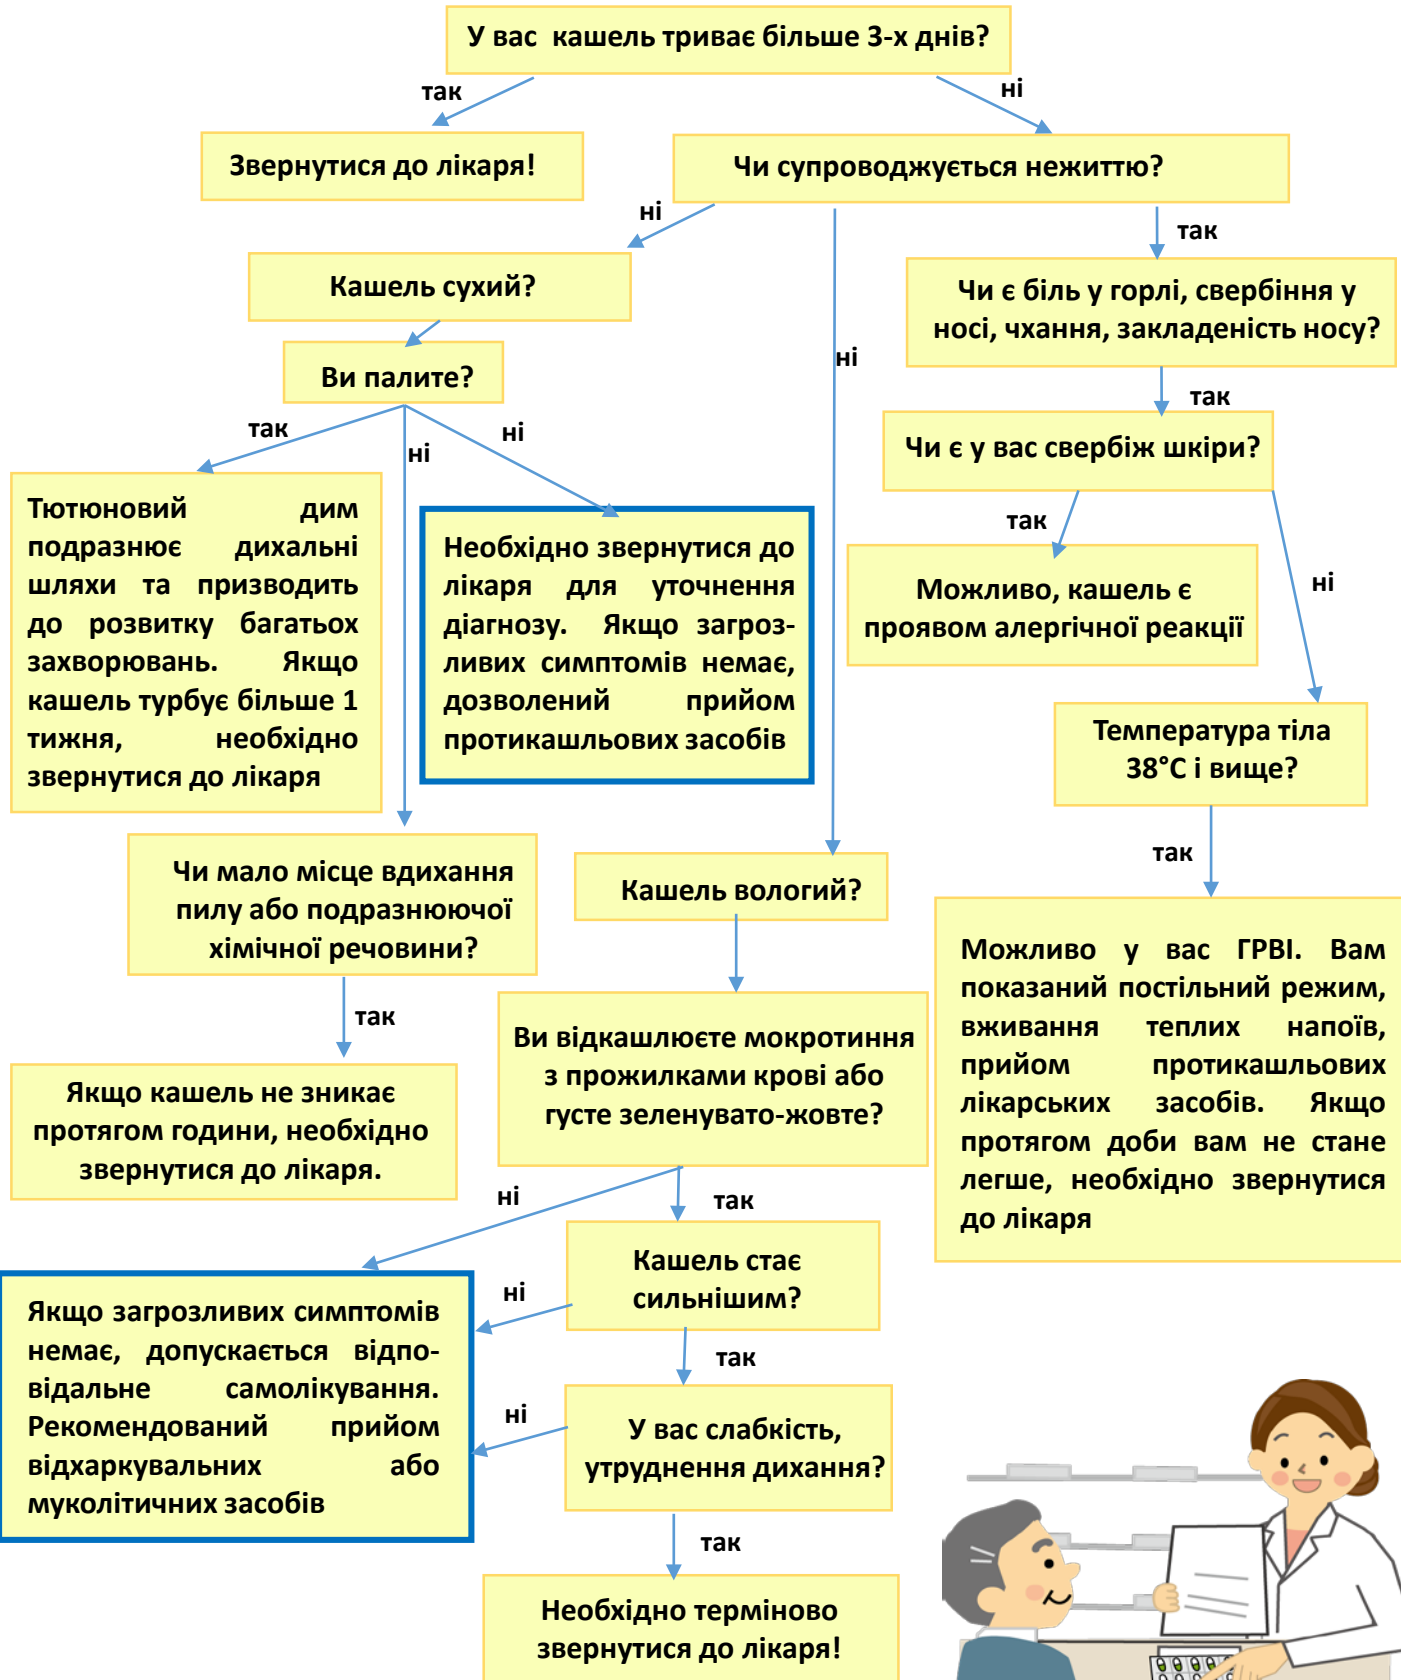 У вас кашель триває більше 3-х днів?
так
ні
Звернутися до лікаря!
Чи супроводжується нежиттю?
ні
ні
так
Кашель сухий?
Чи є біль у горлі, свербіння у
носі, чхання, закладеність носу?
Ви палите?
так
так
ні
ні
Чи є у вас свербіж шкіри?
так
ні
Тютюновий дим
подразнює дихальні
шляхи та призводить
до розвитку багатьох
захворювань. Якщо
кашель турбує більше 1
тижня, необхідно
звернутися до лікаря
Необхідно звернутися до
лікаря для уточнення
діагнозу. Якщо загроз-
ливих симптомів немає,
дозволений прийом
протикашльових засобів
Можливо, кашель є
проявом алергічної реакції
Температура тіла
38°С і вище?
так
Чи мало місце вдихання
пилу або подразнюючої
хімічної речовини?
так
Кашель вологий?
Можливо у вас ГРВІ. Вам
показаний постільний режим,
вживання теплих напоїв,
прийом протикашльових
лікарських засобів. Якщо
протягом доби вам не стане
легше, необхідно звернутися
до лікаря
Ви відкашлюєте мокротиння
з прожилками крові або
густе зеленувато-жовте?
Якщо кашель не зникає
протягом години, необхідно
звернутися до лікаря.
ні
так
Кашель стає
сильнішим?
ні
так
Якщо загрозливих симптомів
немає, допускається відпо-
відальне самолікування.
Рекомендований прийом
відхаркувальних або
муколітичних засобів
У вас слабкість,
утруднення дихання?
ні
так
Необхідно терміново
звернутися до лікаря!